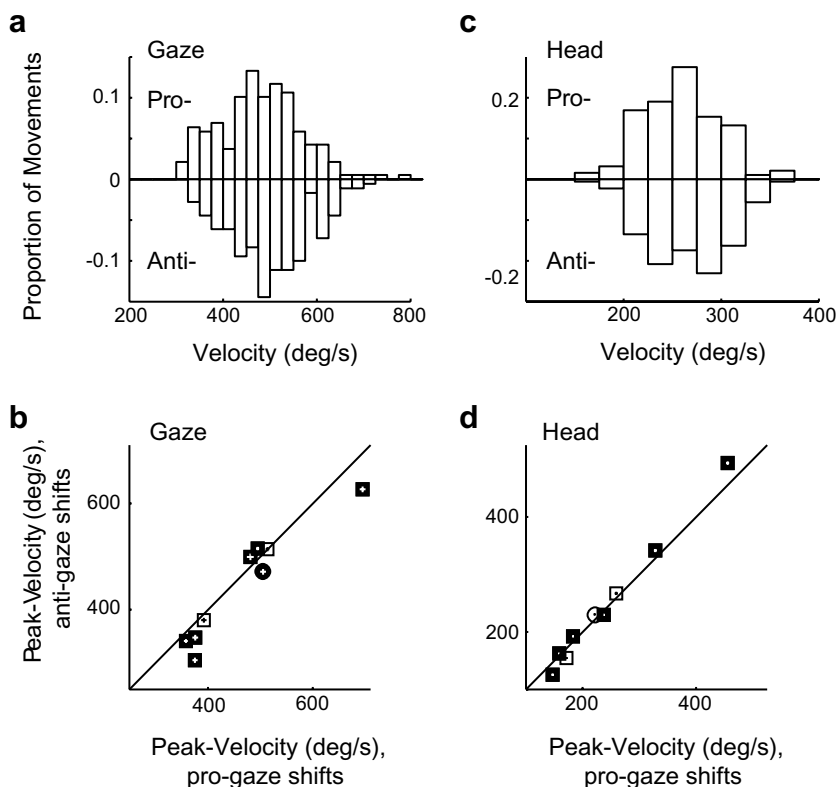 a
Gaze
Pro-
Anti-
0.1
0
-0.1
Proportion of Movements
200 400 600 800
Velocity (deg/s)
c
Head
Pro-
Anti-
0.2
0
-0.2
200 300 400
Velocity (deg/s)
b
Gaze
600
400
Peak-Velocity (deg/s),
anti-gaze shifts
400 600
Peak-Velocity (deg/s),
pro-gaze shifts
d
Head
400
200
200 400
Peak-Velocity (deg/s),
pro-gaze shifts